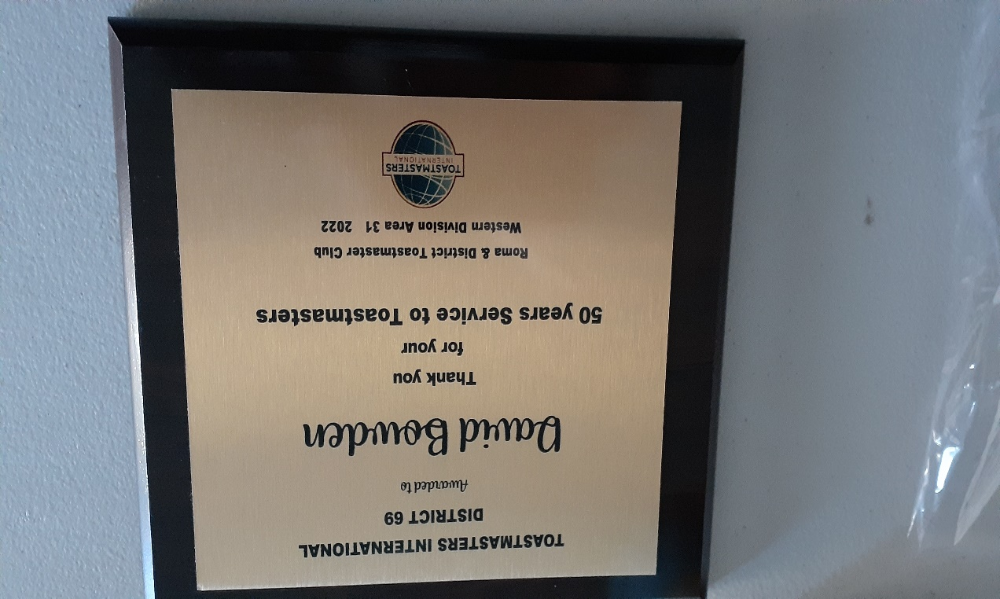 TOASTMASTERS INTERNATIONAL
DISTRICT 69
Awarded to
David Bowden
Thank you
for your
50 years Service to Toastmasters
Roma & District Toastmaster Club
Western Division Area 31 2022
TOASTMASTERS
INTERNATIONAL